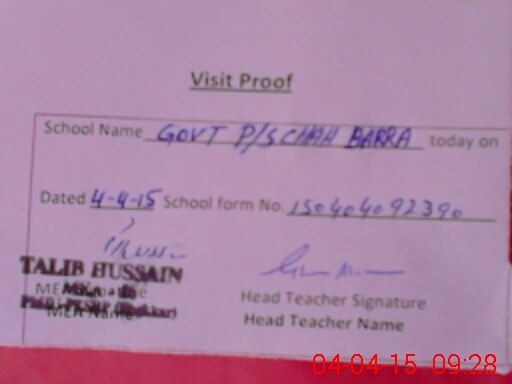 Visit Proof
School Name GOVT P/S CHAH BARRA today on
Dated 4-4-15 School form No. 150404092390
TALIB HUSSAIN
Head Teacher Signature
Head Teacher Name
04-04-15 09:28